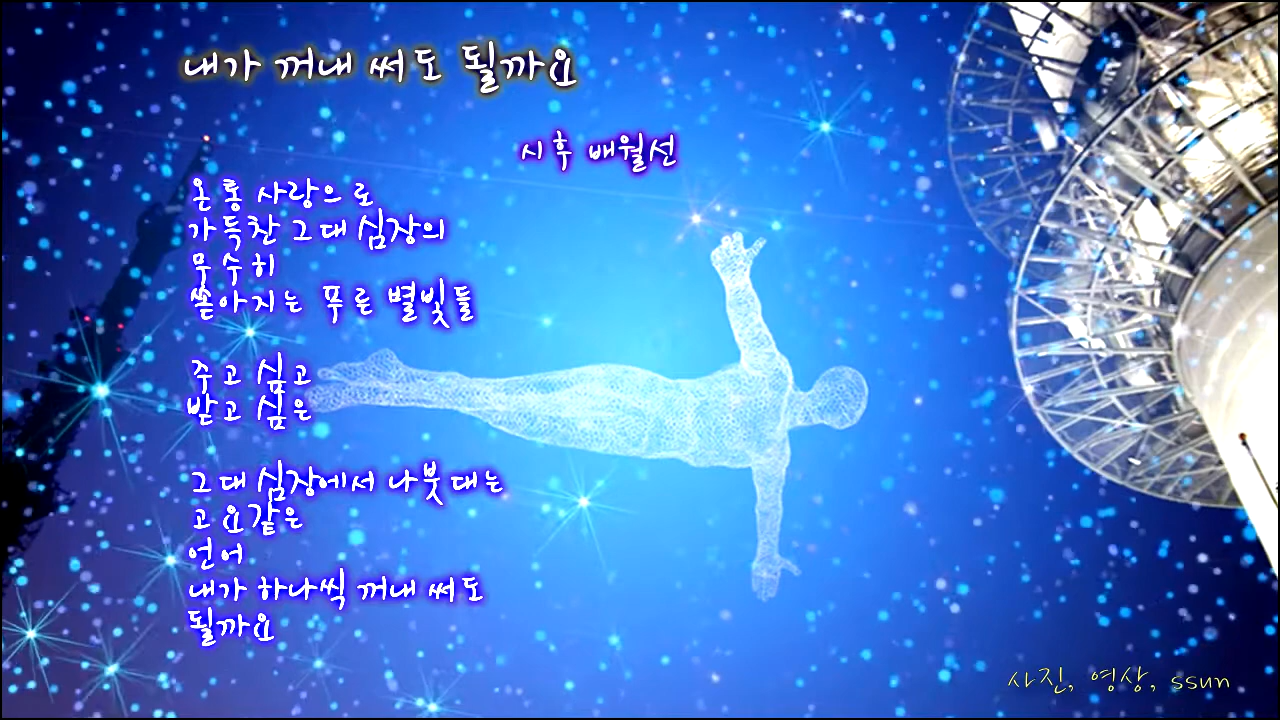 내가 꺼내 써도 될까요
시후 배월선
온통 사랑으로
가득찬 그대 심장의
무수히
쏟아지는 푸른 별빛들
주고 싶고
받고 싶은
그대 심장에서 나붓대는
고요같은
언어
내가 하나씩 꺼내 써도
될까요
사진, 영상, ssun